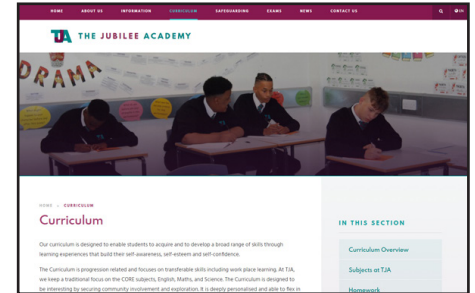 HOME ABOUT US INFORMATION CURRICULUM SAFEGUARDING EXAMS NEWS CONTACT US
TJA THE JUBILEE ACADEMY
DRAMA
HOME > CURRICULUM
Curriculum
Our curriculum is designed to enable students to acquire and to develop a broad range of skills through
learning experiences that build their self-awareness, self-esteem and self-confidence.
The Curriculum is progression related and focuses on transferable skills including work place learning. At TJA,
we keep a traditional focus on the CORE subjects, English, Maths, and Science. The Curriculum is designed to
be interesting by securing community involvement and exploration. It is deeply personalised and able to flex in
IN THIS SECTION
Curriculum Overview
Subjects at TJA
Homework